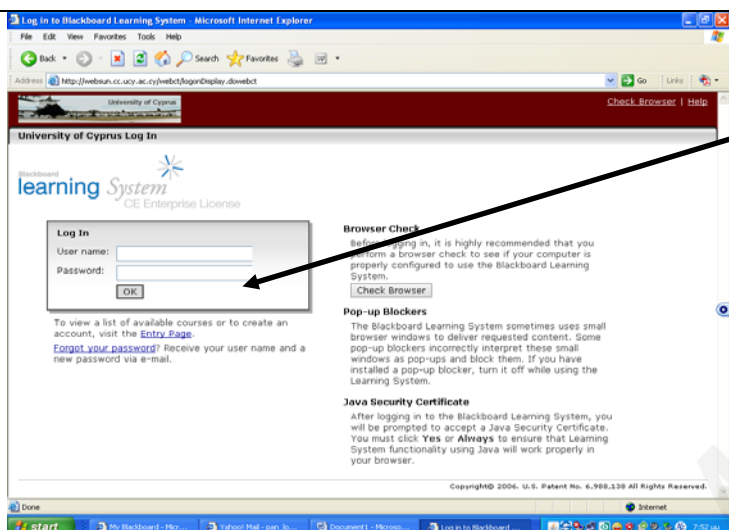 Log in to Blackboard Learning System - Microsoft Internet Explorer
File Edit View Favorites Tools Help
Back Search Favorites
Address http://websun.cc.ucy.ac.cy/webct/logonDisplay.dowebct Go Links
University of Cyprus
Check Browser | Help
University of Cyprus Log In
Blackboard
learning System
CE Enterprise License
Log In
User name:
Password:
OK
To view a list of available courses or to create an
account, visit the Entry Page.
Forgot your password? Receive your user name and a
new password via e-mail.
Browser Check
Before logging in, it is highly recommended that you
perform a browser check to see if your computer is
properly configured to use the Blackboard Learning
System.
Check Browser
Pop-up Blockers
The Blackboard Learning System sometimes uses small
browser windows to deliver requested content. Some
pop-up blockers incorrectly interpret these small
windows as pop-ups and block them. If you have
installed a pop-up blocker, turn it off while using the
Learning System.
Java Security Certificate
After logging in to the Blackboard Learning System, you
will be prompted to accept a Java Security Certificate.
You must click Yes or Always to ensure that Learning
System functionality using Java will work properly in
your browser.
Copyright© 2006. U.S. Patent No. 6,988,138 All Rights Reserved.
Done Internet
start My Blackboard - Micr... Yahoo! Mail - pan_lo... Document1 - Microso... Log in to Blackboard ... 7:52 μμ